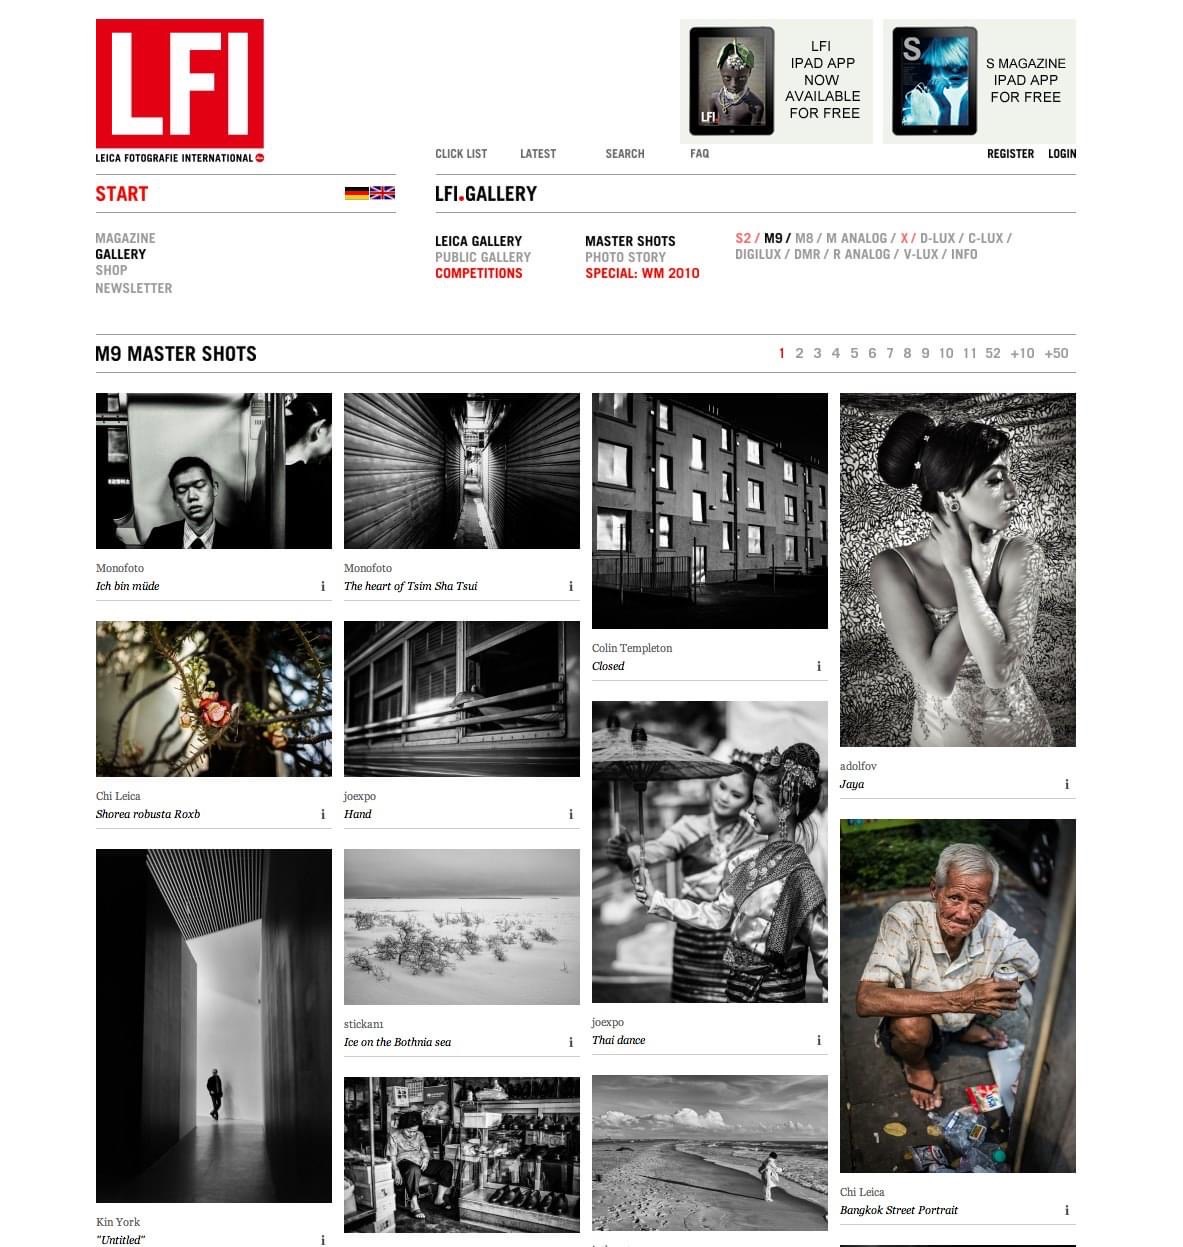 LFI
LEICA FOTOGRAFIE INTERNATIONAL
LFI
LFI
IPAD APP
NOW
AVAILABLE
FOR FREE
S
S MAGAZINE
IPAD APP
FOR FREE
CLICK LIST LATEST SEARCH FAQ REGISTER LOGIN
START
LFI.GALLERY
MAGAZINE
GALLERY
SHOP
NEWSLETTER
LEICA GALLERY
PUBLIC GALLERY
COMPETITIONS
MASTER SHOTS
PHOTO STORY
SPECIAL: WM 2010
S2 / M9 / M8 / M ANALOG / X / D-LUX / C-LUX /
DIGILUX / DMR / R ANALOG / V-LUX / INFO
M9 MASTER SHOTS
1 2 3 4 5 6 7 8 9 10 11 52 +10 +50
Monofoto
Ich bin müde i
Monofoto
The heart of Tsim Sha Tsui i
Colin Templeton
Closed i
adolfov
Jaya i
Chi Leica
Shorea robusta Roxb i
joexpo
Hand i
stickan1
Ice on the Bothnia sea i
joexpo
Thai dance i
Chi Leica
Bangkok Street Portrait i
Kin York
"Untitled" i